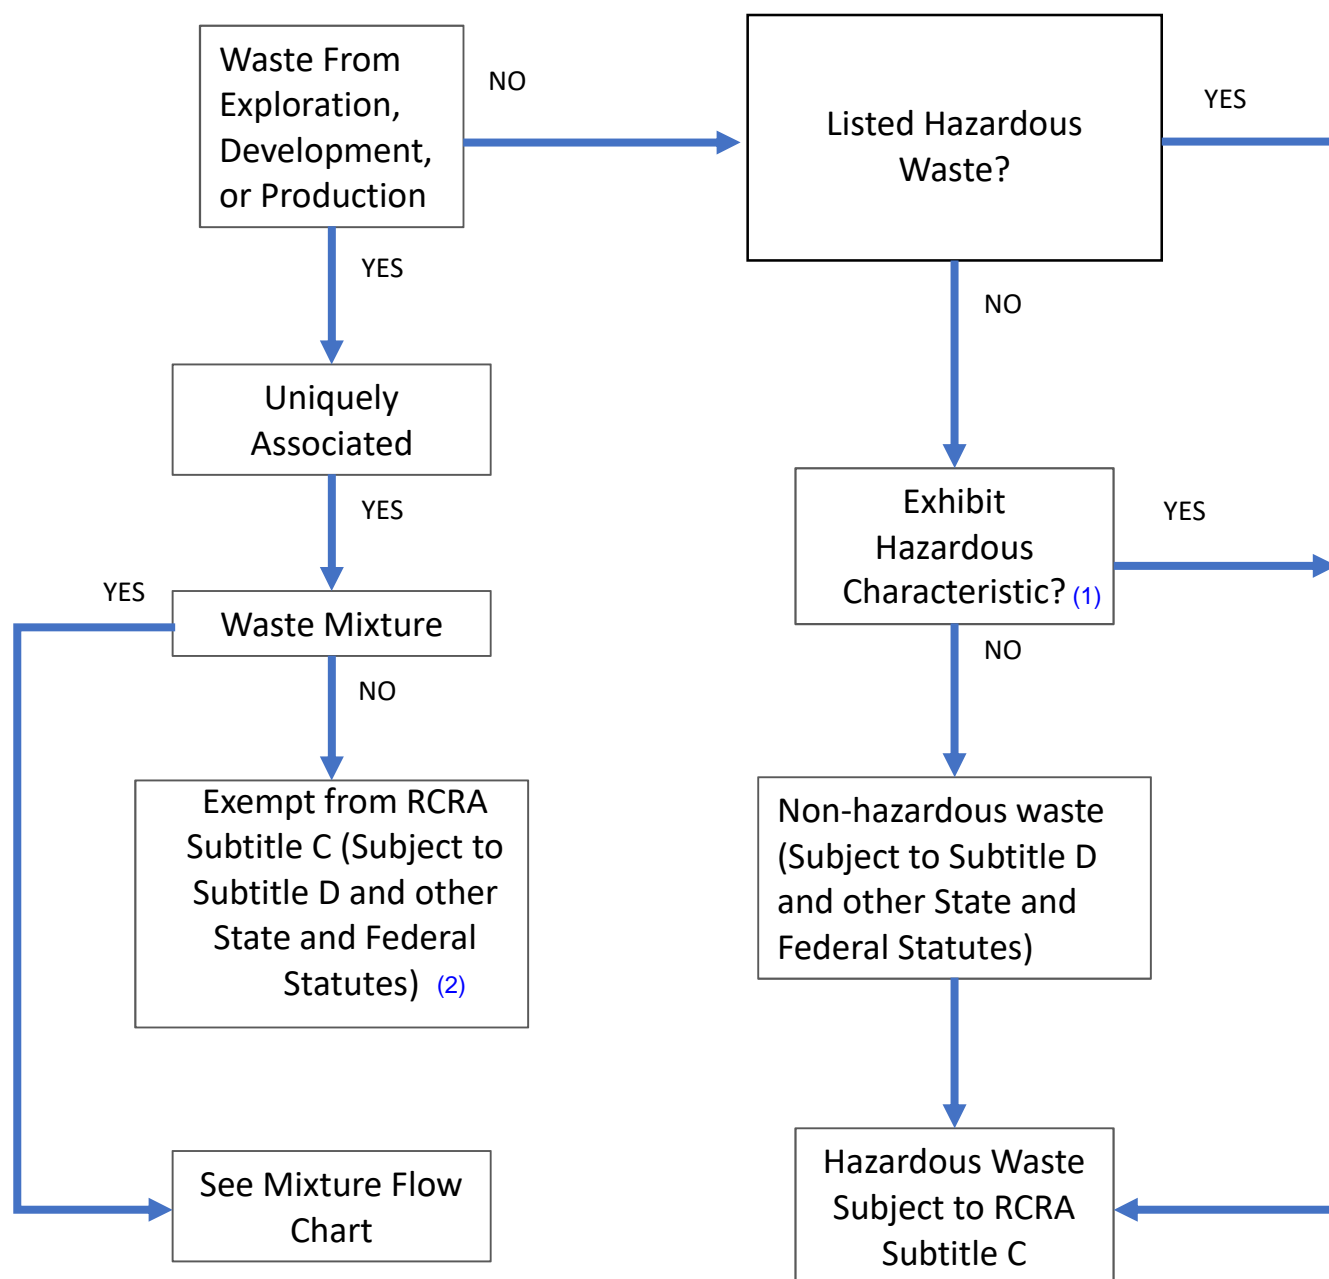 Waste From
Exploration,
Development,
or Production
NO
Listed Hazardous
Waste?
YES
YES
NO
Uniquely
Associated
YES
Exhibit
Hazardous
Characteristic? (1)
YES
YES
Waste Mixture
NO
NO
Exempt from RCRA
Subtitle C (Subject to
Subtitle D and other
State and Federal
Statutes) (2)
Non-hazardous waste
(Subject to Subtitle D
and other State and
Federal Statutes)
See Mixture Flow
Chart
Hazardous Waste
Subject to RCRA
Subtitle C